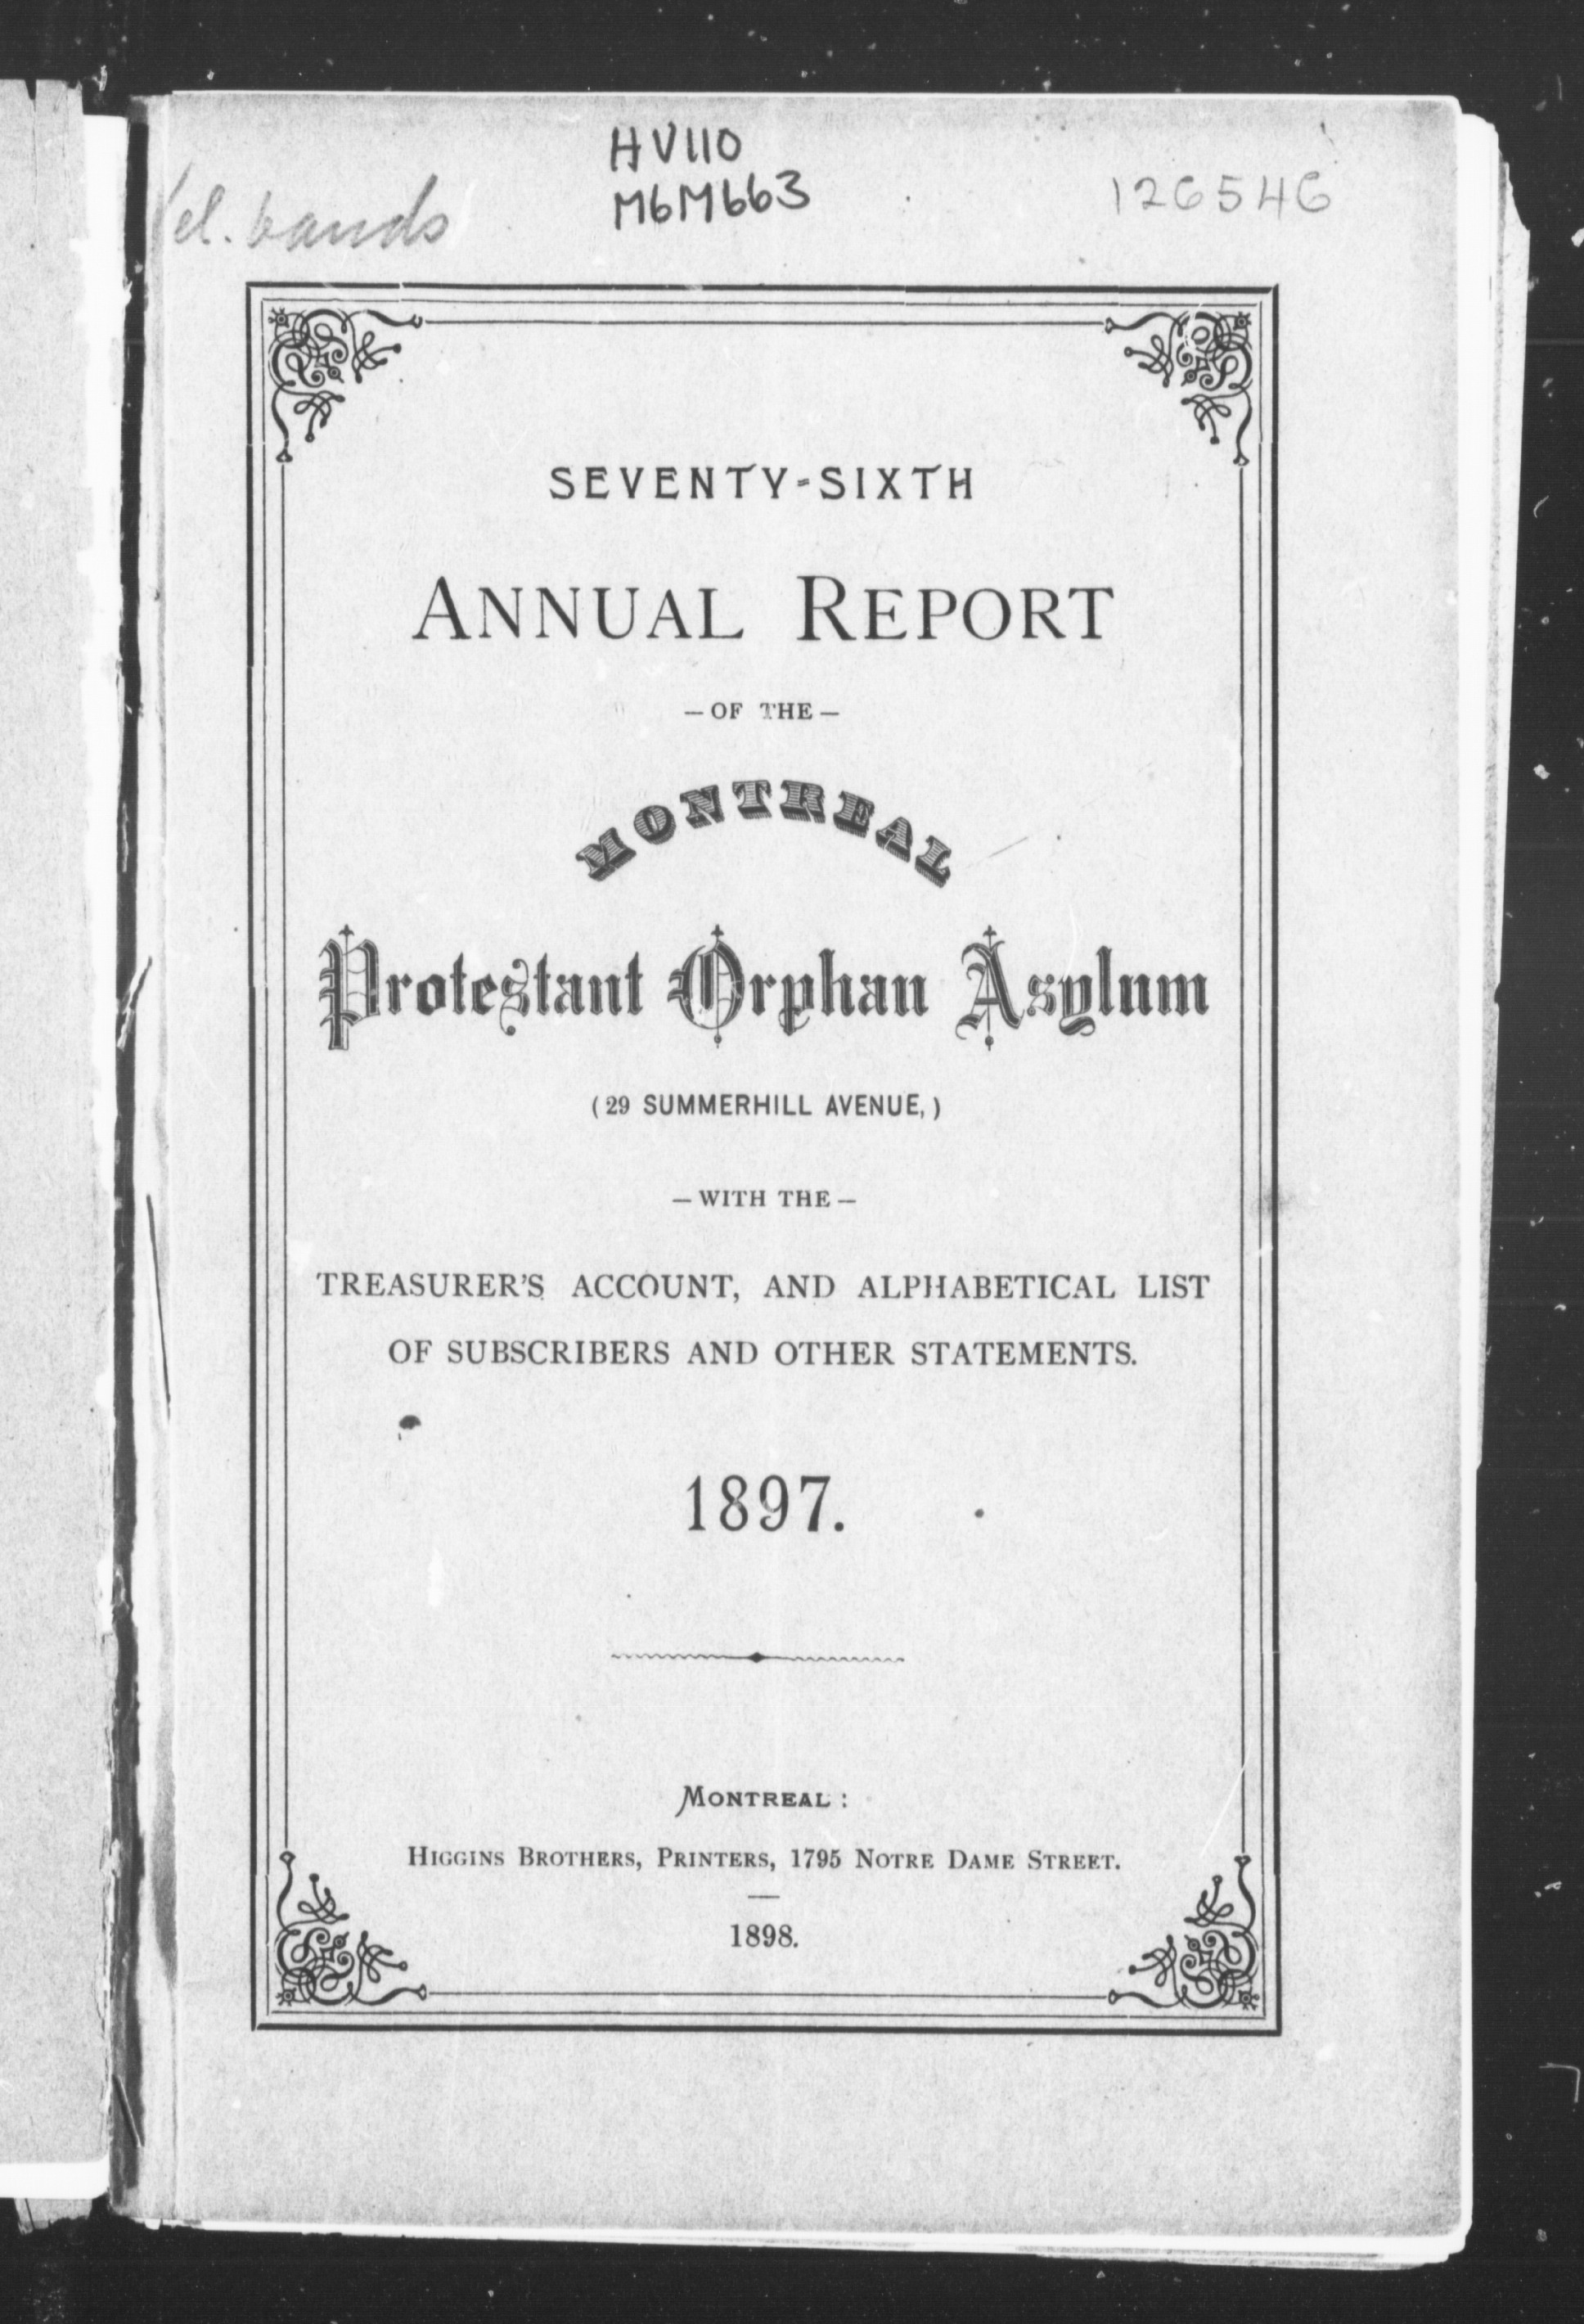 HV110
M6M663
126546
el. bands
SEVENTY-SIXTH
ANNUAL REPORT
— OF THE —
MONTREAL
Protestant Orphan Asylum
(29 SUMMERHILL AVENUE,)
— WITH THE —
TREASURER'S ACCOUNT, AND ALPHABETICAL LIST
OF SUBSCRIBERS AND OTHER STATEMENTS.
1897.
MONTREAL:
HIGGINS BROTHERS, PRINTERS, 1795 NOTRE DAME STREET.
1898.